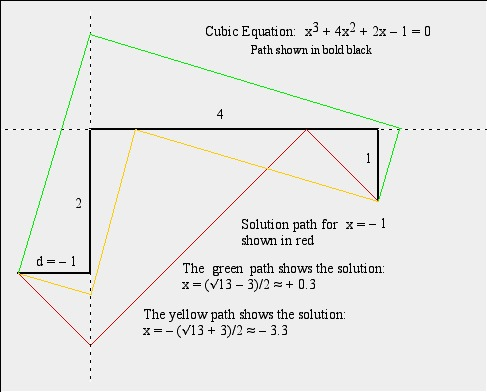 Cubic Equation: x³ + 4x² + 2x – 1 = 0
Path shown in bold black
4
1
2
Solution path for x = – 1
shown in red
d = – 1
The green path shows the solution:
x = (√13 – 3)/2 ≈ + 0.3
The yellow path shows the solution:
x = – (√13 + 3)/2 ≈ – 3.3